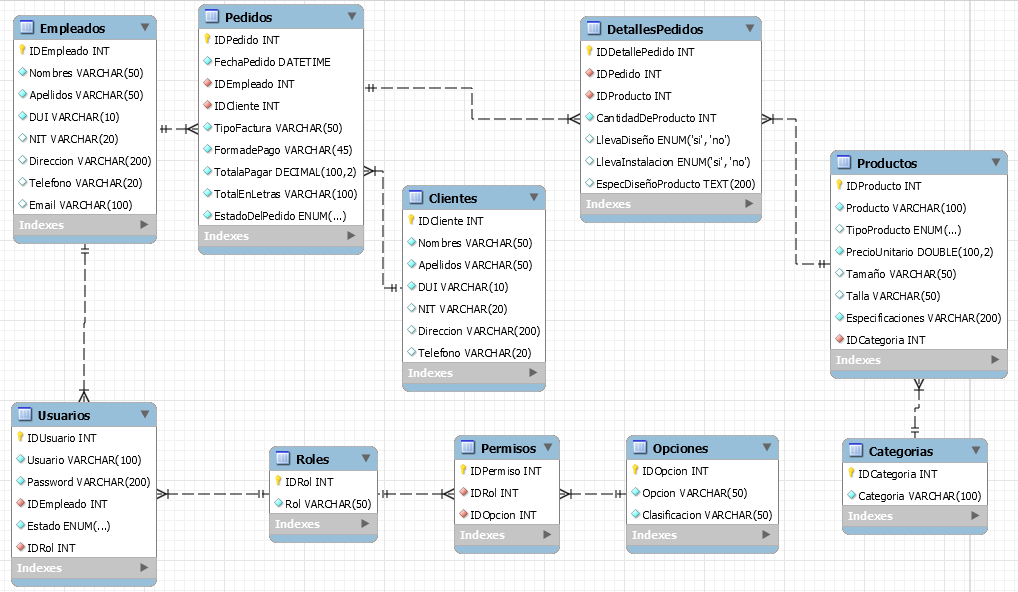 Empleados
IDEmpleado INT
Nombres VARCHAR(50)
Apellidos VARCHAR(50)
DUI VARCHAR(10)
NIT VARCHAR(20)
Direccion VARCHAR(200)
Telefono VARCHAR(20)
Email VARCHAR(100)
Indexes
Pedidos
IDPedido INT
FechaPedido DATETIME
IDEmpleado INT
IDCliente INT
TipoFactura VARCHAR(50)
FormadePago VARCHAR(45)
TotalaPagar DECIMAL(100,2)
TotalEnLetras VARCHAR(100)
EstadoDelPedido ENUM(...)
Indexes
Clientes
IDCliente INT
Nombres VARCHAR(50)
Apellidos VARCHAR(50)
DUI VARCHAR(10)
NIT VARCHAR(20)
Direccion VARCHAR(200)
Telefono VARCHAR(20)
Indexes
DetallesPedidos
IDDetallePedido INT
IDPedido INT
IDProducto INT
CantidadDeProducto INT
LlevaDiseño ENUM('si', 'no')
LlevaInstalacion ENUM('si', 'no')
EspecDiseñoProducto TEXT(200)
Indexes
Productos
IDProducto INT
Producto VARCHAR(100)
TipoProducto ENUM(...)
PrecioUnitario DOUBLE(100,2)
Tamaño VARCHAR(50)
Talla VARCHAR(50)
Especificaciones VARCHAR(200)
IDCategoria INT
Indexes
Usuarios
IDUsuario INT
Usuario VARCHAR(100)
Password VARCHAR(200)
IDEmpleado INT
Estado ENUM(...)
IDRol INT
Indexes
Roles
IDRol INT
Rol VARCHAR(50)
Indexes
Permisos
IDPermiso INT
IDRol INT
IDOpcion INT
Indexes
Opciones
IDOpcion INT
Opcion VARCHAR(50)
Clasificacion VARCHAR(50)
Indexes
Categorias
IDCategoria INT
Categoria VARCHAR(100)
Indexes